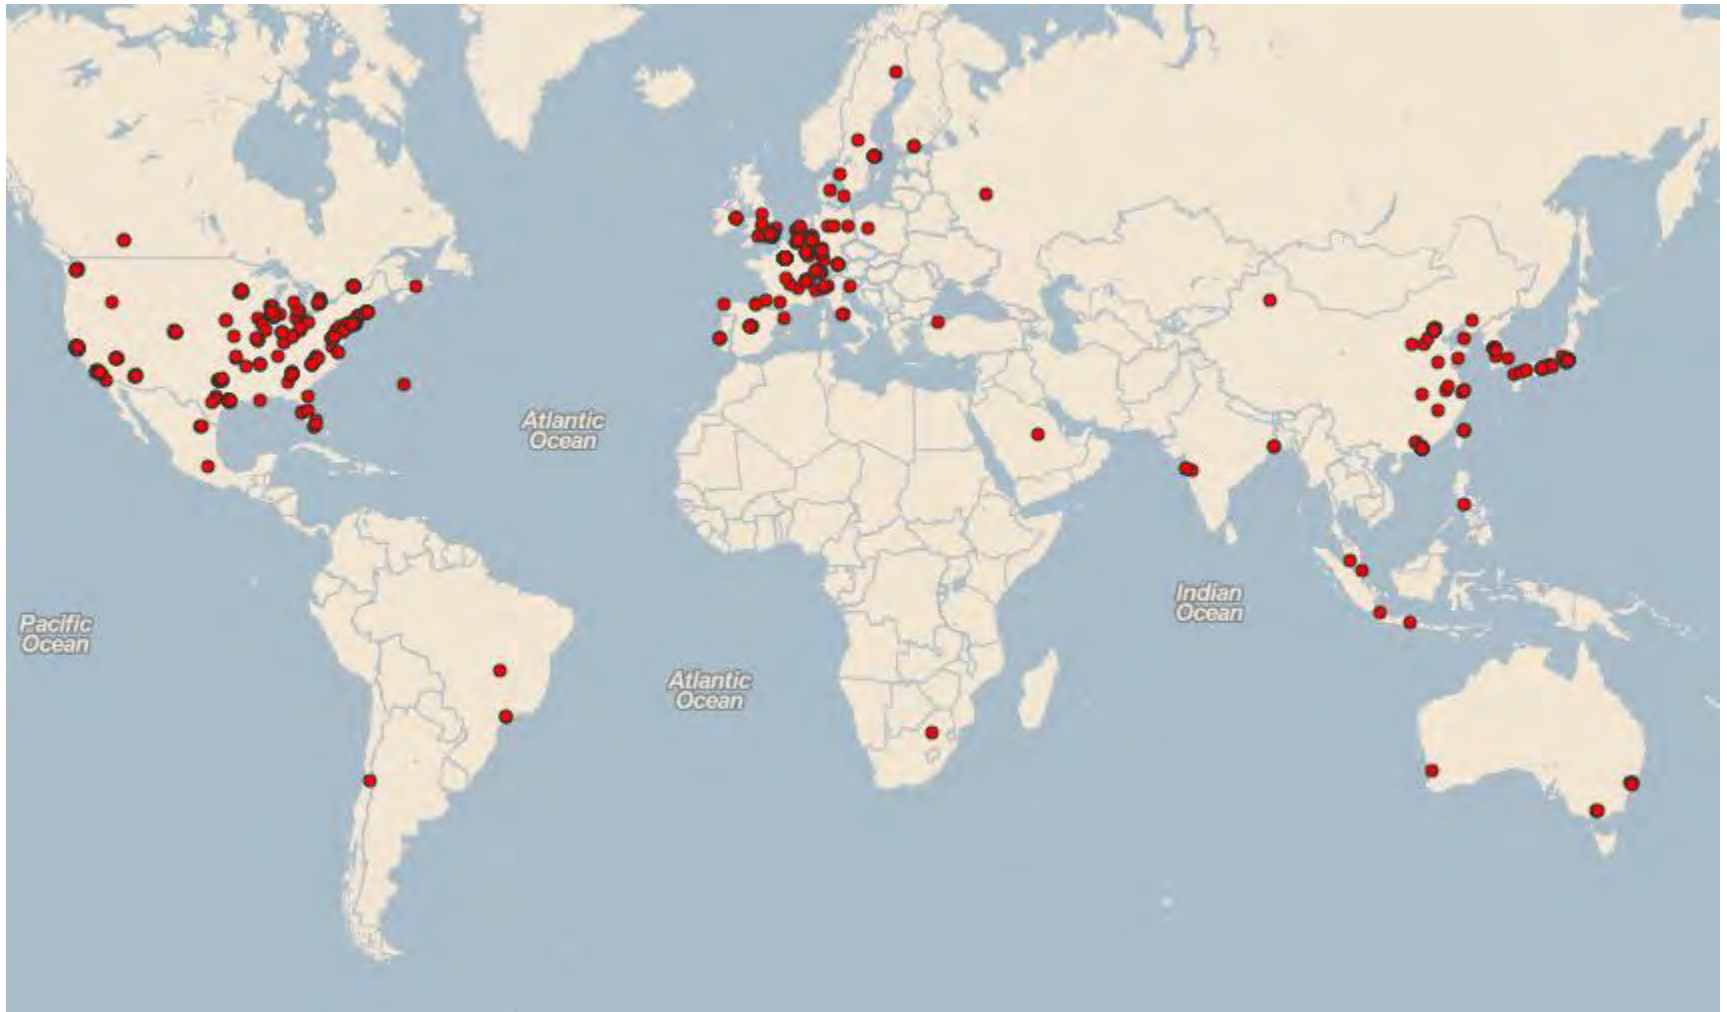 Atlantic
Ocean
Indian
Ocean
Pacific
Ocean
Atlantic
Ocean